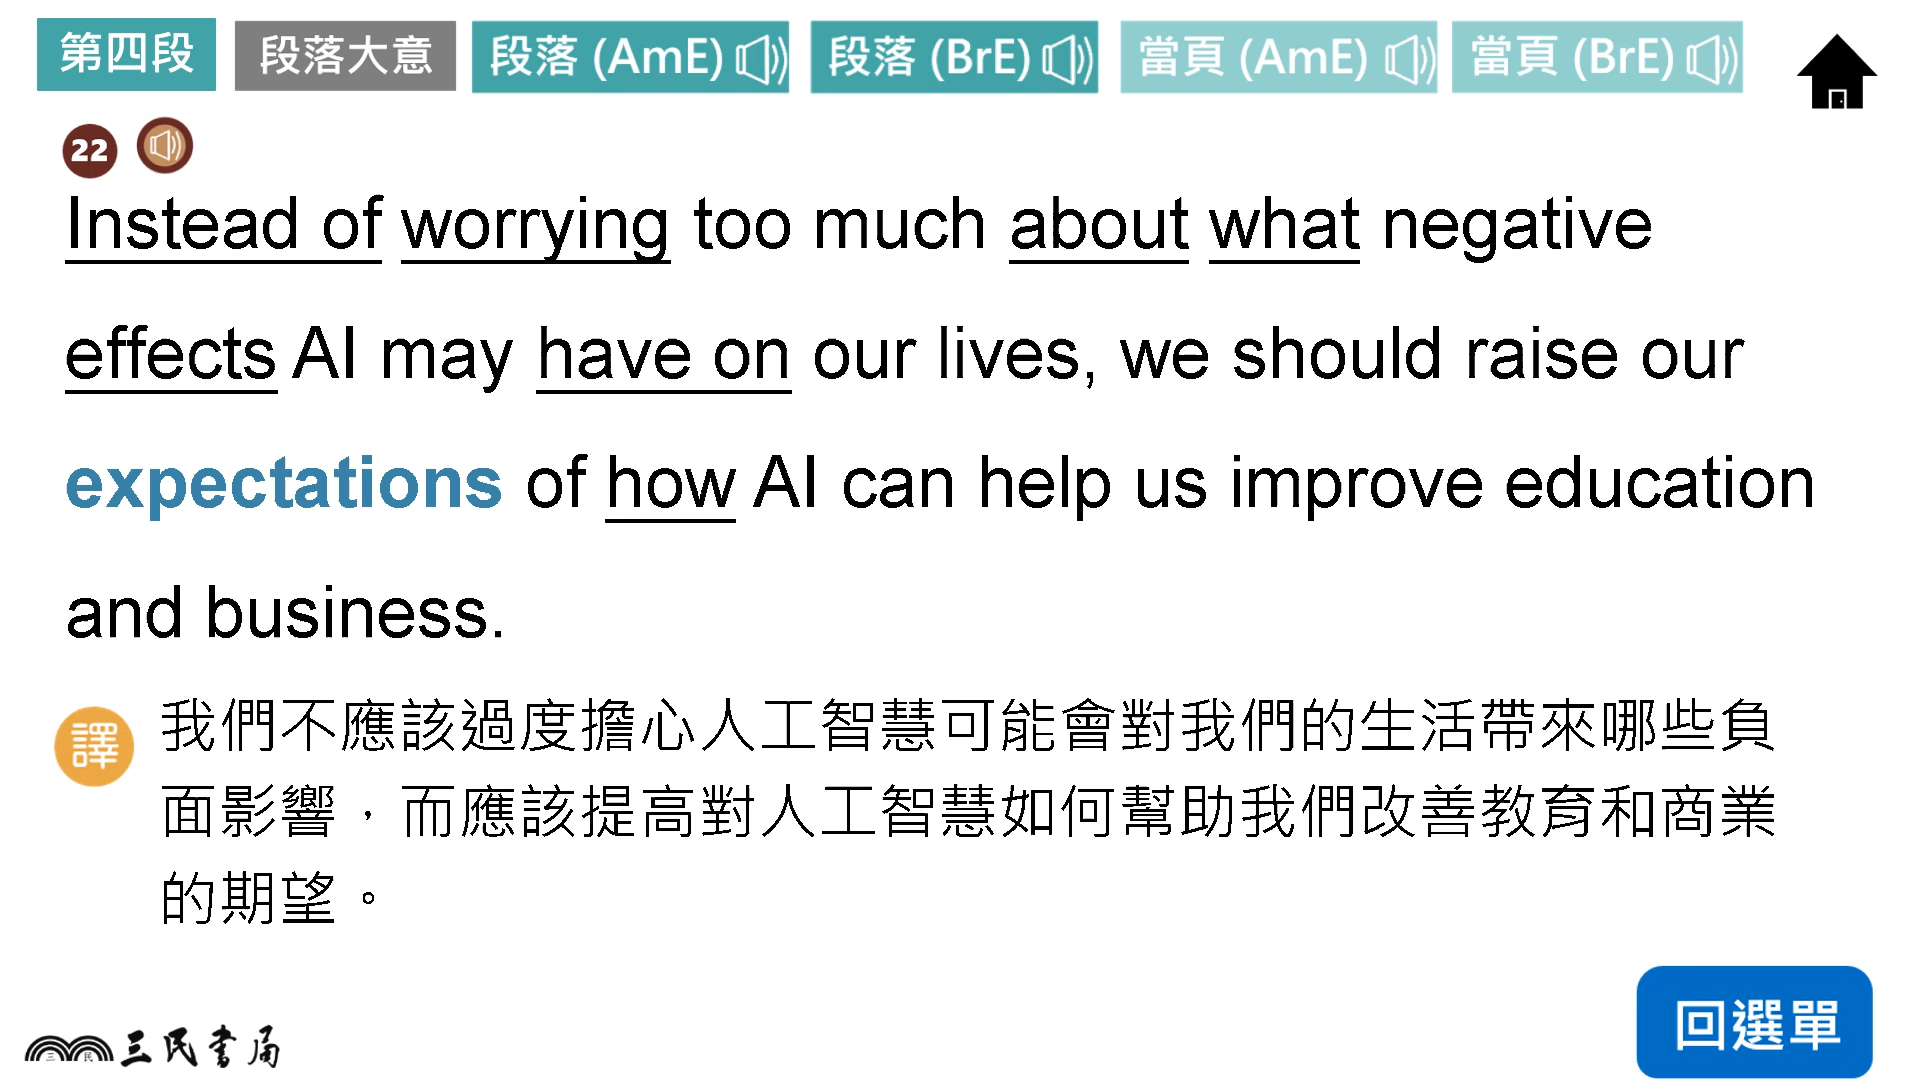 第四段 段落大意 段落 (AmE) 段落 (BrE) 當頁 (AmE) 當頁 (BrE)
22
Instead of worrying too much about what negative
effects AI may have on our lives, we should raise our
expectations of how AI can help us improve education
and business.
譯 我們不應該過度擔心人工智慧可能會對我們的生活帶來哪些負
面影響，而應該提高對人工智慧如何幫助我們改善教育和商業
的期望。
回選單
三民 三民書局